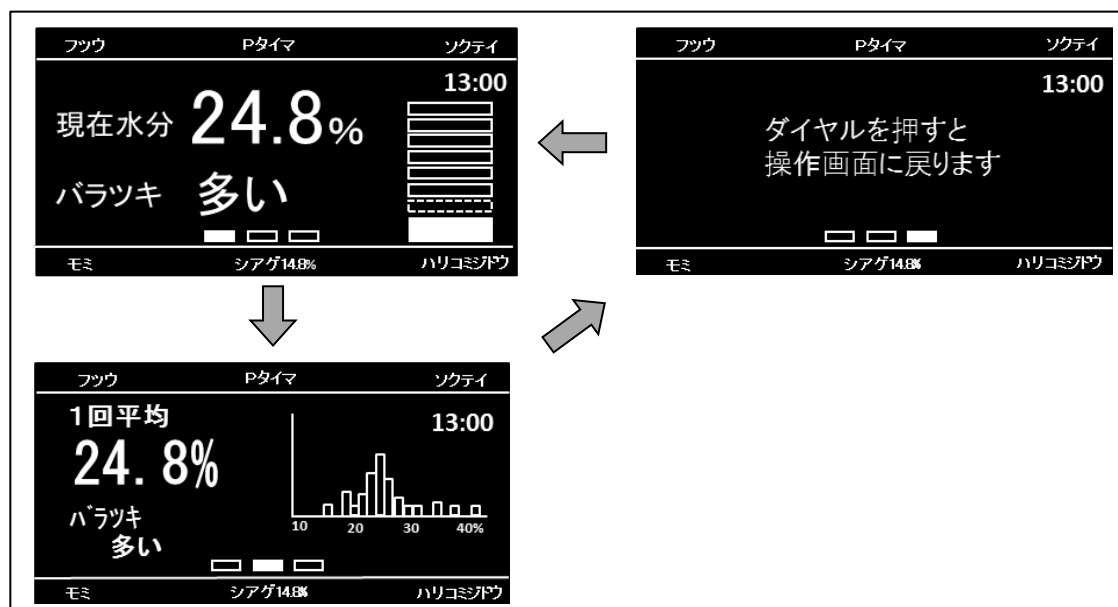 フツウ Pタイマ ソクテイ
13:00
現在水分 24.8%
バラツキ 多い
モミ シアゲ14.8% ハリコミジドウ
フツウ Pタイマ ソクテイ
13:00
ダイヤルを押すと
操作画面に戻ります
モミ シアゲ14.8% ハリコミジドウ
フツウ Pタイマ ソクテイ
1回平均
13:00
24.8%
バラツキ
多い
10 20 30 40%
モミ シアゲ14.8% ハリコミジドウ